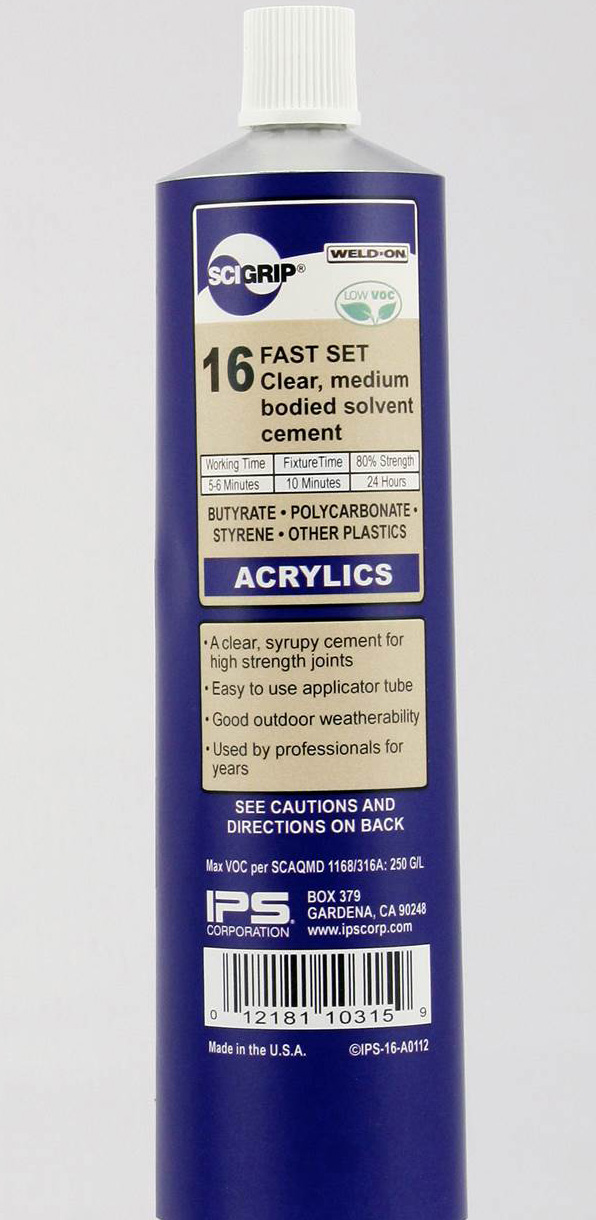 SCIGRIP®
WELD-ON
LOW VOC
16 FAST SET
Clear, medium
bodied solvent
cement
Working Time FixtureTime 80% Strength
5-6 Minutes 10 Minutes 24 Hours
BUTYRATE • POLYCARBONATE •
STYRENE • OTHER PLASTICS
ACRYLICS
• A clear, syrupy cement for
high strength joints
• Easy to use applicator tube
• Good outdoor weatherability
• Used by professionals for
years
SEE CAUTIONS AND
DIRECTIONS ON BACK
Max VOC per SCAQMD 1168/316A: 250 G/L
IPS®
CORPORATION
BOX 379
GARDENA, CA 90248
www.ipscorp.com
0 12181 10315 9
Made in the U.S.A. ©IPS-16-A0112